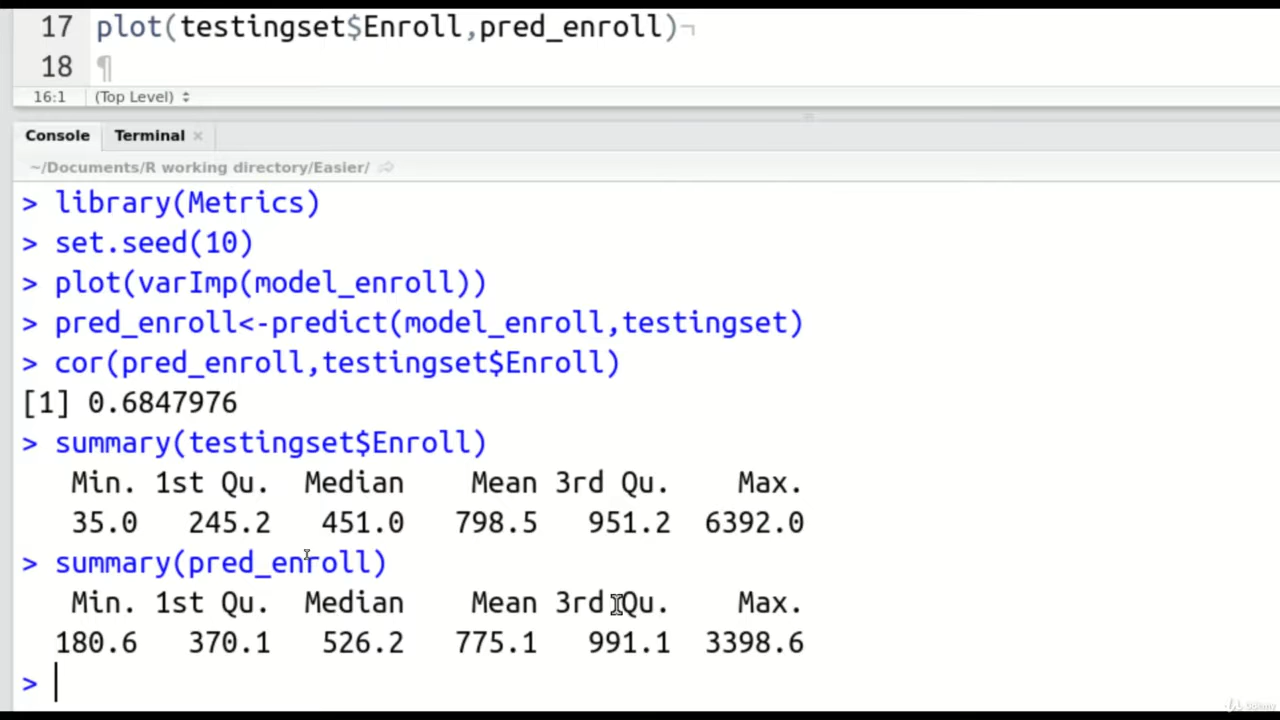 17 plot(testingset$Enroll,pred_enroll)¬
18 ¶
16:1 (Top Level)
Console Terminal ×
~/Documents/R working directory/Easier/
> library(Metrics)
> set.seed(10)
> plot(varImp(model_enroll))
> pred_enroll<-predict(model_enroll,testingset)
> cor(pred_enroll,testingset$Enroll)
[1] 0.6847976
> summary(testingset$Enroll)
Min. 1st Qu. Median Mean 3rd Qu. Max.
35.0 245.2 451.0 798.5 951.2 6392.0
> summary(pred_enroll)
Min. 1st Qu. Median Mean 3rd Qu. Max.
180.6 370.1 526.2 775.1 991.1 3398.6
>
Udemy